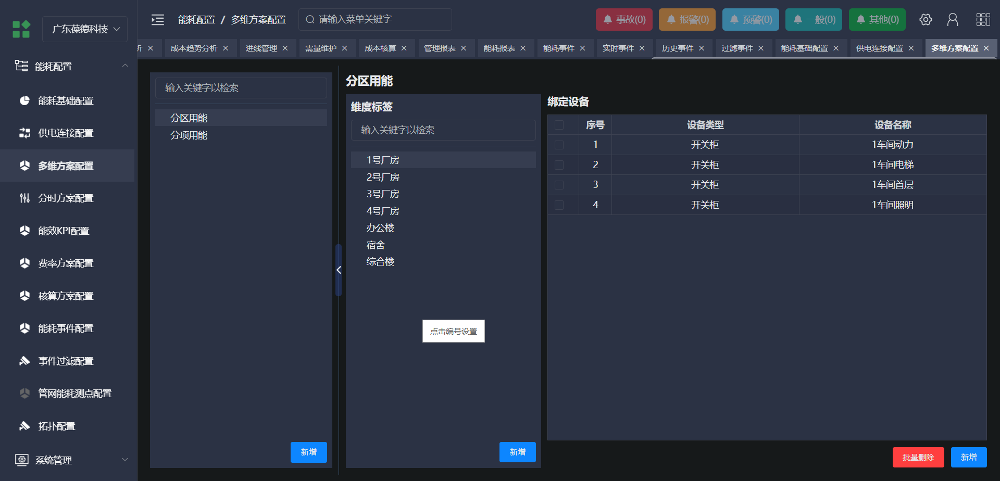 广东葆德科技
能耗配置 / 多维方案配置
请输入菜单关键字
事故(0)
报警(0)
预警(0)
一般(0)
其他(0)
析
成本趋势分析
进线管理
需量维护
成本核算
管理报表
能耗报表
能耗事件
实时事件
历史事件
过滤事件
能耗基础配置
供电连接配置
多维方案配置
能耗配置
能耗基础配置
供电连接配置
多维方案配置
分时方案配置
能效KPI配置
费率方案配置
核算方案配置
能耗事件配置
事件过滤配置
管网能耗测点配置
拓扑配置
系统管理
输入关键字以检索
分区用能
分项用能
新增
分区用能
维度标签
输入关键字以检索
1号厂房
2号厂房
3号厂房
4号厂房
办公楼
宿舍
综合楼
点击编号设置
新增
绑定设备
序号 设备类型 设备名称
1 开关柜 1车间动力
2 开关柜 1车间电梯
3 开关柜 1车间首层
4 开关柜 1车间照明
批量删除
新增